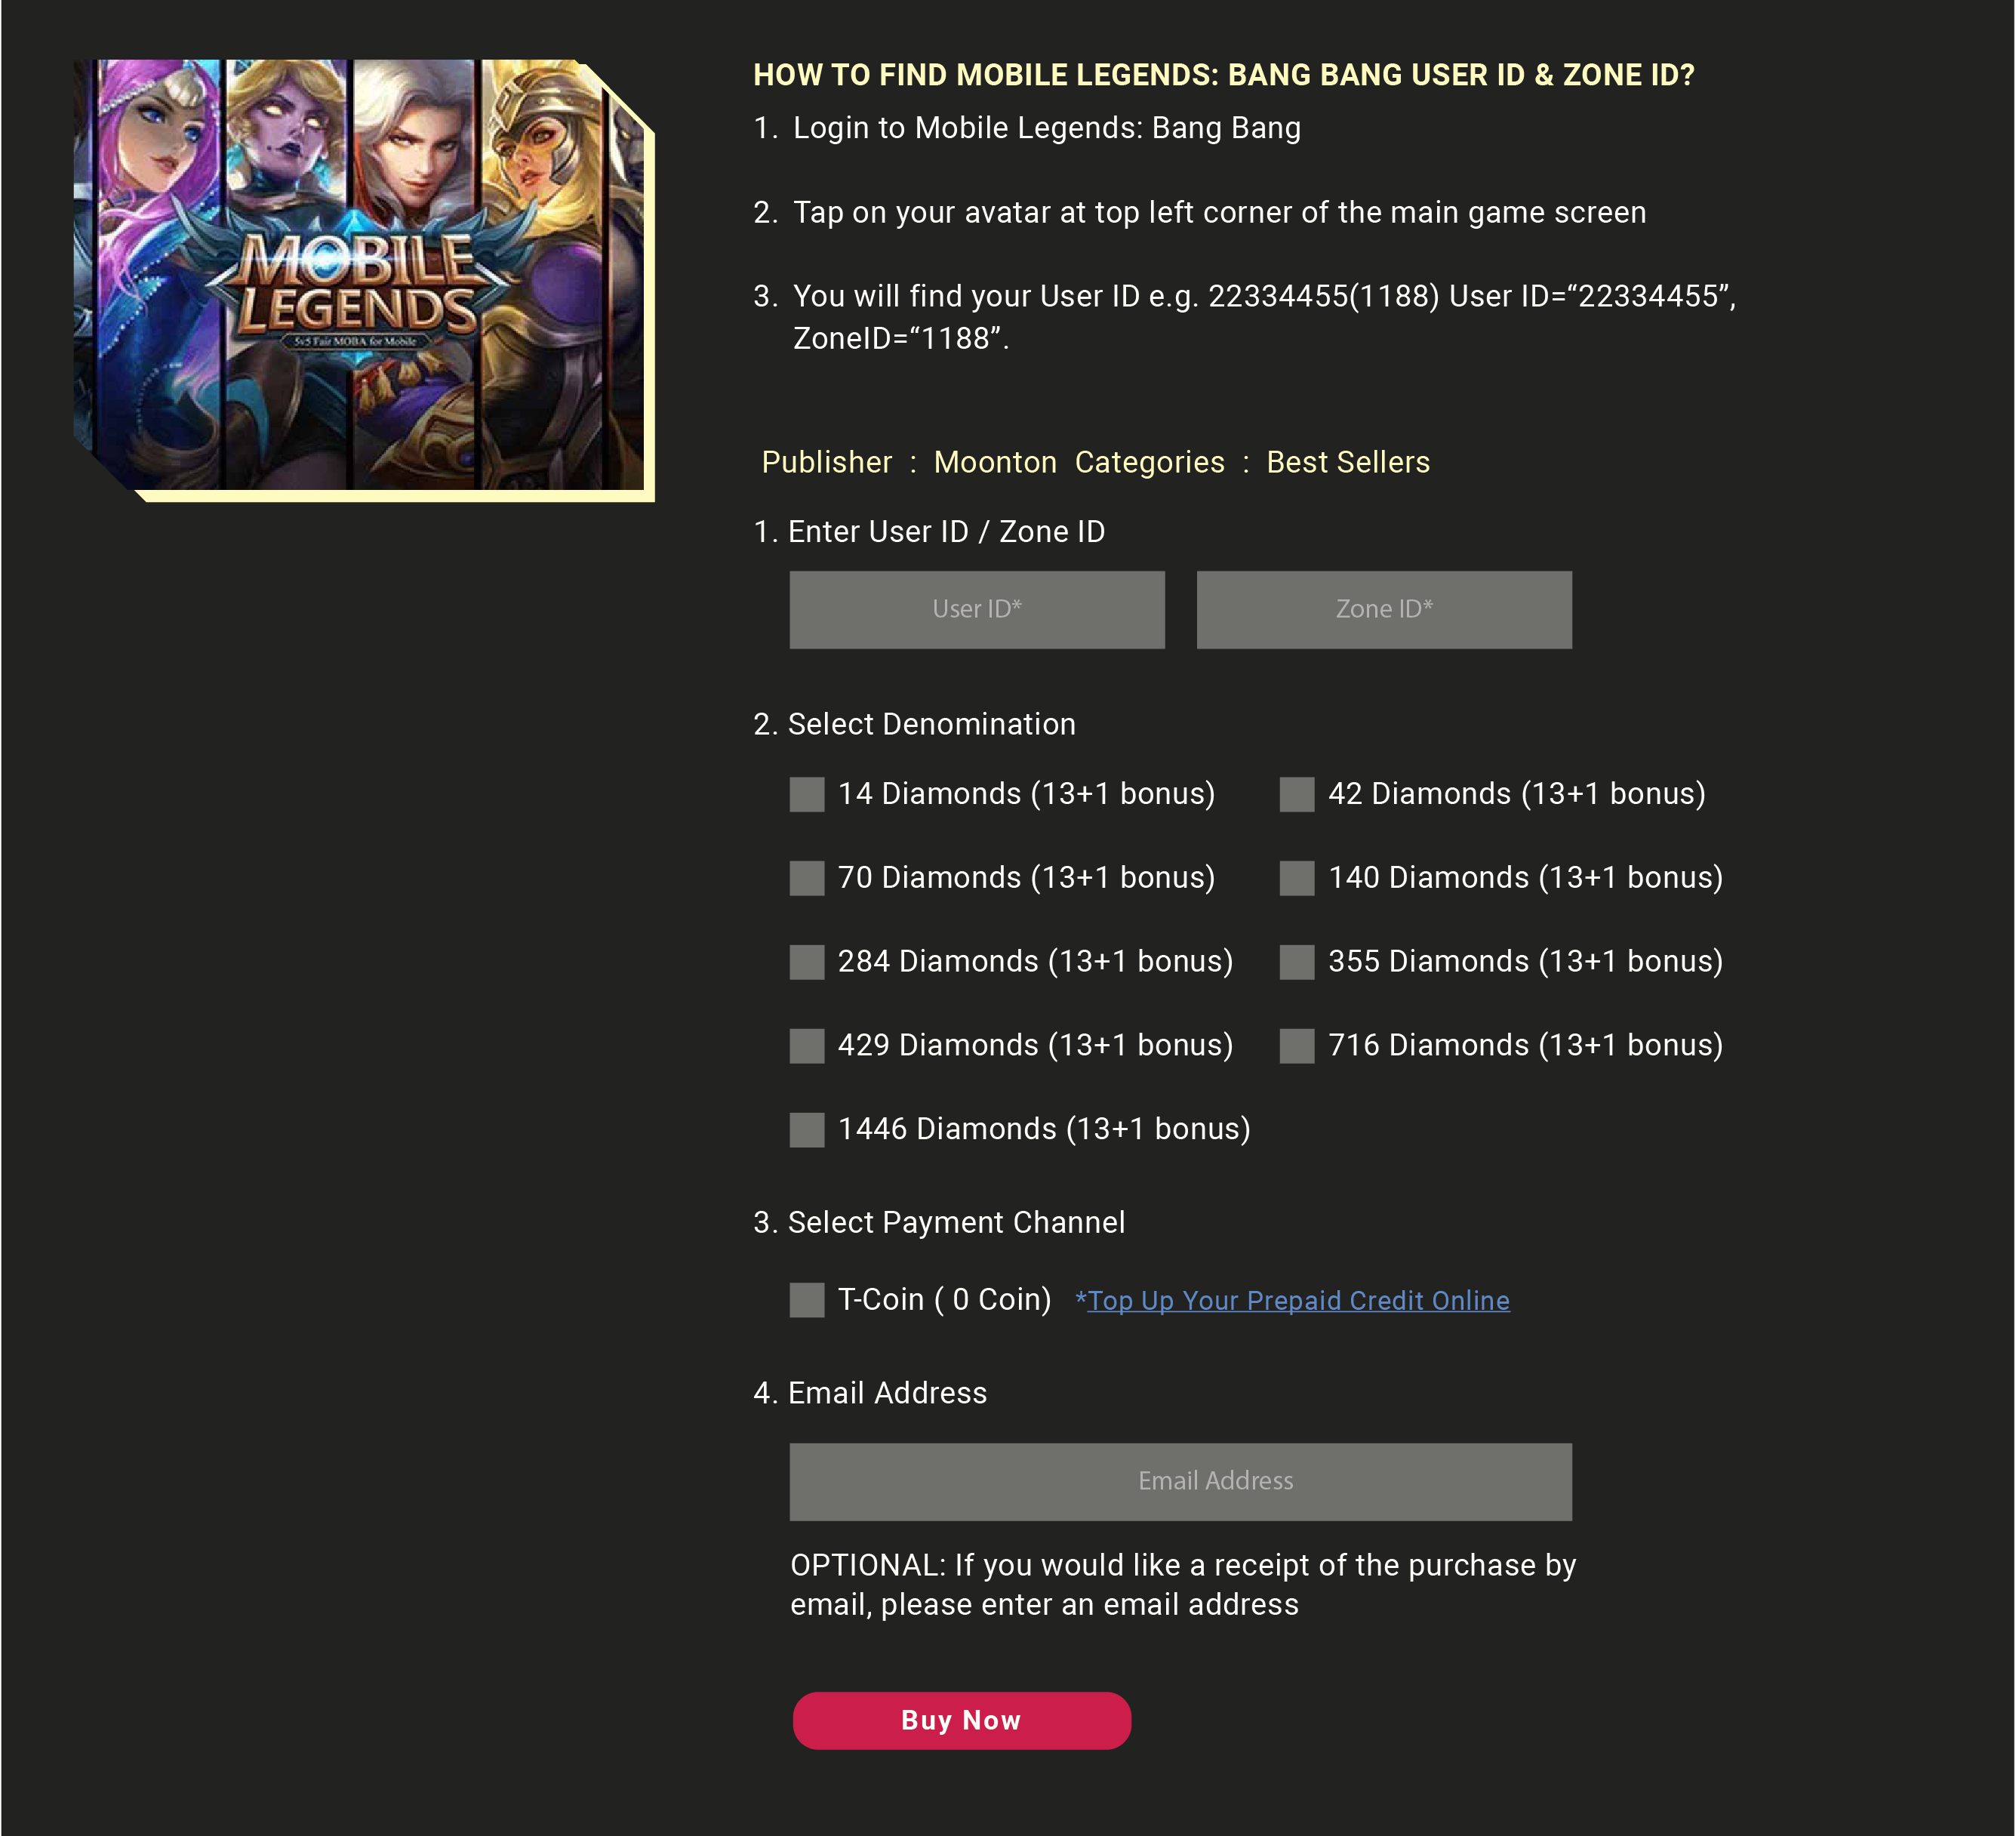 MOBILE
LEGENDS
5v5 Fair MOBA for Mobile
HOW TO FIND MOBILE LEGENDS: BANG BANG USER ID & ZONE ID?
1. Login to Mobile Legends: Bang Bang
2. Tap on your avatar at top left corner of the main game screen
3. You will find your User ID e.g. 22334455(1188) User ID=“22334455”,
ZoneID=“1188”.
Publisher : Moonton Categories : Best Sellers
1. Enter User ID / Zone ID
User ID* Zone ID*
2. Select Denomination
14 Diamonds (13+1 bonus) 42 Diamonds (13+1 bonus)
70 Diamonds (13+1 bonus) 140 Diamonds (13+1 bonus)
284 Diamonds (13+1 bonus) 355 Diamonds (13+1 bonus)
429 Diamonds (13+1 bonus) 716 Diamonds (13+1 bonus)
1446 Diamonds (13+1 bonus)
3. Select Payment Channel
T-Coin ( 0 Coin) *Top Up Your Prepaid Credit Online
4. Email Address
Email Address
OPTIONAL: If you would like a receipt of the purchase by
email, please enter an email address
Buy Now